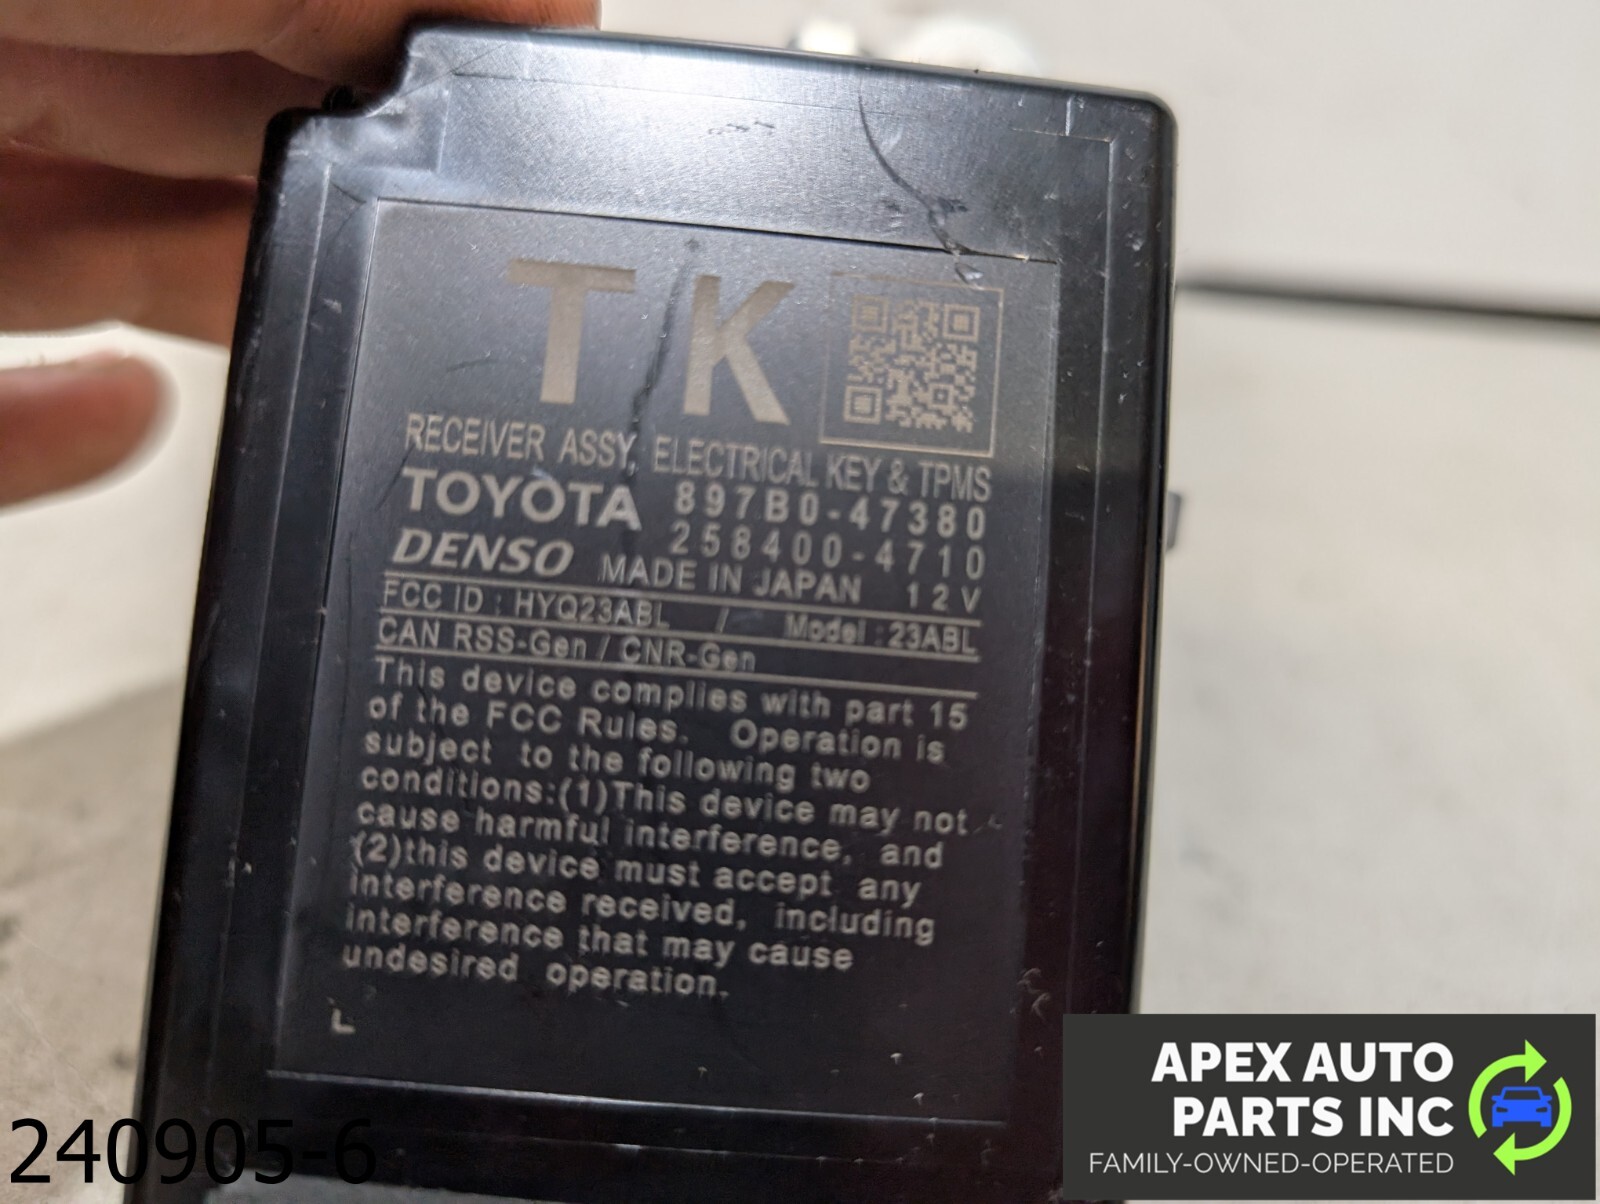 TK
RECEIVER ASSY, ELECTRICAL KEY & TPMS
TOYOTA 897B0-47380
DENSO 258400-4710
MADE IN JAPAN 12V
FCC ID : HYQ23ABL / Model : 23ABL
CAN RSS-Gen / CNR-Gen
This device complies with part 15
of the FCC Rules. Operation is
subject to the following two
conditions:(1)This device may not
cause harmful interference, and
(2)this device must accept any
interference received, including
interference that may cause
undesired operation.
L
240905-6
APEX AUTO
PARTS INC
FAMILY-OWNED-OPERATED